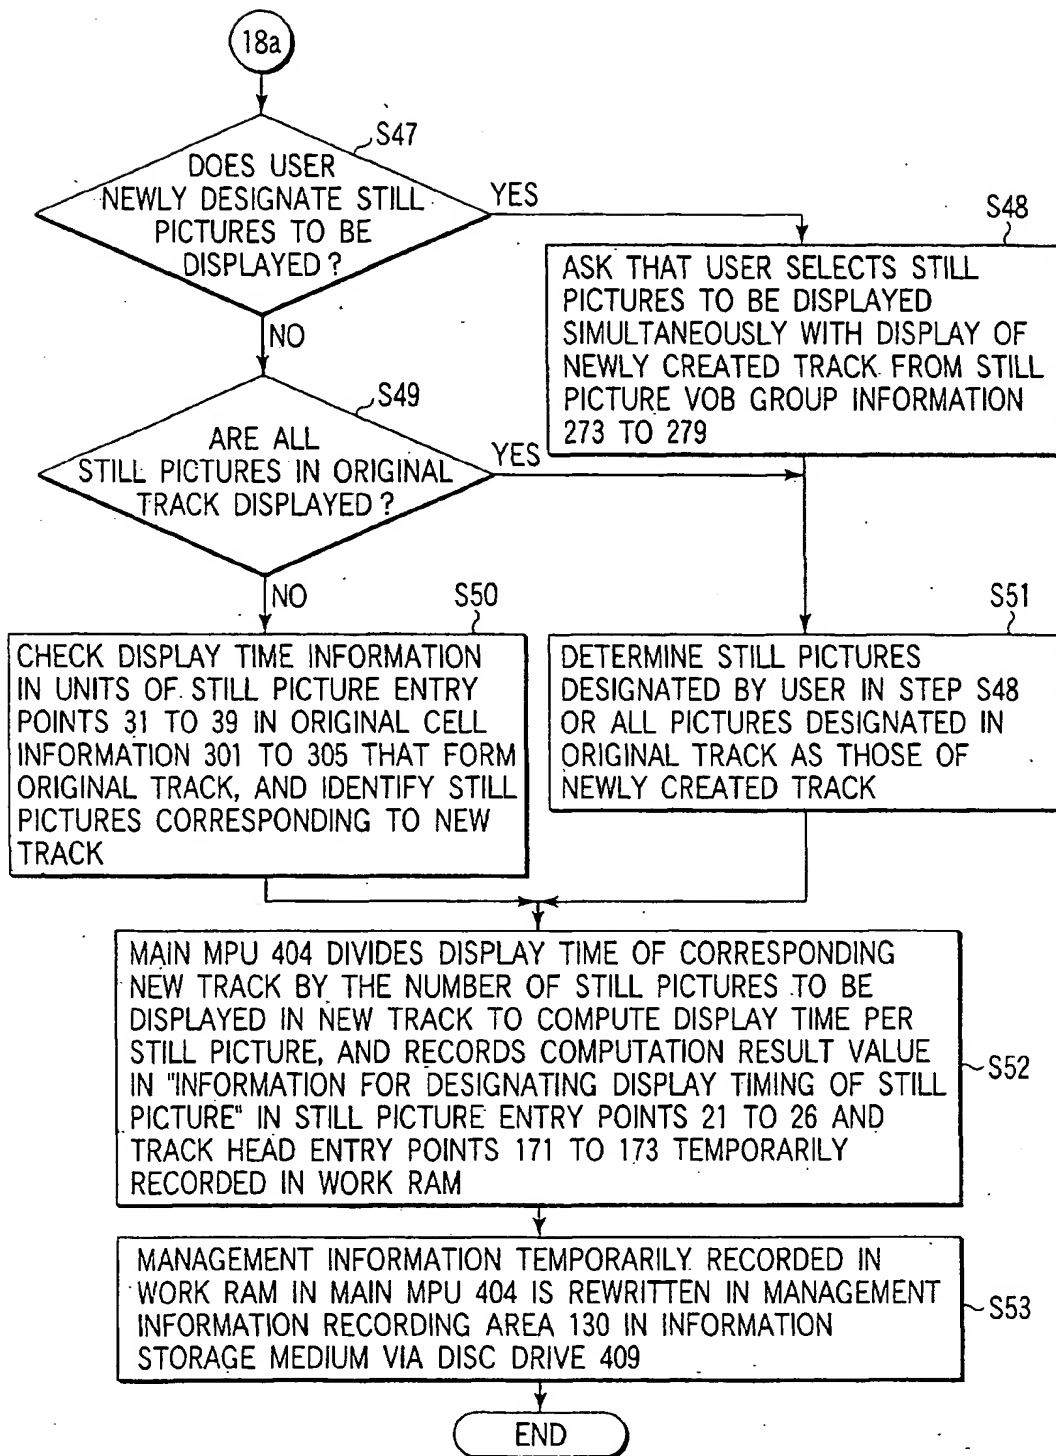 18a
S47
DOES USER
NEWLY DESIGNATE STILL
PICTURES TO BE
DISPLAYED?
YES
NO
S48
ASK THAT USER SELECTS STILL
PICTURES TO BE DISPLAYED
SIMULTANEOUSLY WITH DISPLAY OF
NEWLY CREATED TRACK FROM STILL
PICTURE VOB GROUP INFORMATION
273 TO 279
S49
ARE ALL
STILL PICTURES IN ORIGINAL
TRACK DISPLAYED?
YES
NO
S50
CHECK DISPLAY TIME INFORMATION
IN UNITS OF STILL PICTURE ENTRY
POINTS 31 TO 39 IN ORIGINAL CELL
INFORMATION 301 TO 305 THAT FORM
ORIGINAL TRACK, AND IDENTIFY STILL
PICTURES CORRESPONDING TO NEW
TRACK
S51
DETERMINE STILL PICTURES
DESIGNATED BY USER IN STEP S48
OR ALL PICTURES DESIGNATED IN
ORIGINAL TRACK AS THOSE OF
NEWLY CREATED TRACK
MAIN MPU 404 DIVIDES DISPLAY TIME OF CORRESPONDING
NEW TRACK BY THE NUMBER OF STILL PICTURES TO BE
DISPLAYED IN NEW TRACK TO COMPUTE DISPLAY TIME PER
STILL PICTURE, AND RECORDS COMPUTATION RESULT VALUE
IN "INFORMATION FOR DESIGNATING DISPLAY TIMING OF STILL
PICTURE" IN STILL PICTURE ENTRY POINTS 21 TO 26 AND
TRACK HEAD ENTRY POINTS 171 TO 173 TEMPORARILY
RECORDED IN WORK RAM
S52
MANAGEMENT INFORMATION TEMPORARILY RECORDED IN
WORK RAM IN MAIN MPU 404 IS REWRITTEN IN MANAGEMENT
INFORMATION RECORDING AREA 130 IN INFORMATION
STORAGE MEDIUM VIA DISC DRIVE 409
S53
END